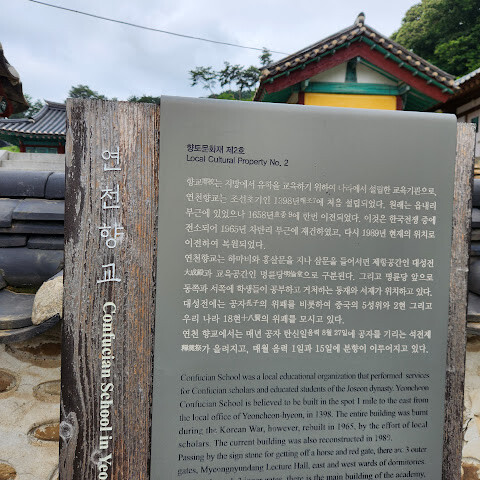 연천향교
Confucian School in Yeo
향토문화재 제2호
Local Cultural Property No. 2
향교鄕校는 지방에서 유학을 교육하기 위하여 나라에서 설립한 교육기관으로,
연천향교는 조선초기인 1398년태조7에 처음 설립되었다. 원래는 읍내리
부근에 있었으나 1658년효종 9에 한번 이전되었다. 이것은 한국전쟁 중에
전소되어 1965년 차탄리 부근에 재건하였고, 다시 1989년 현재의 위치로
이전하여 복원되었다.
연천향교는 하마비와 홍살문을 지나 삼문을 들어서면 제향공간인 대성전
大成殿과 교육공간인 명륜당明倫堂으로 구분된다. 그리고 명륜당 앞으로
동쪽과 서쪽에 학생들이 공부하고 거처하는 동재와 서재가 위치하고 있다.
대성전에는 공자孔子의 위패를 비롯하여 중국의 5성위와 2현 그리고
우리 나라 18현十八賢의 위패를 모시고 있다.
연천 향교에서는 매년 공자 탄신일음력 8월 27일에 공자를 기리는 석전제
釋奠祭가 올려지고, 매월 음력 1일과 15일에 분향이 이루어지고 있다.
Confucian School was a local educational organization that performed services
for Confucian scholars and educated students of the Joseon dynasty. Yeoncheon
Confucian School is believed to be built in the spot 1 mile to the east from
the local office of Yeoncheon-hyeon, in 1398. The entire building was burnt
during the Korean War, however, rebuilt in 1965, by the effort of local
scholars. The current building was also reconstructed in 1989.
Passing by the sign stone for getting off a horse and red gate, there are 3 outer
gates, Myeongnyundang Lecture Hall, east and west wards of dormitories
inner gates, there is the main building of the academy,